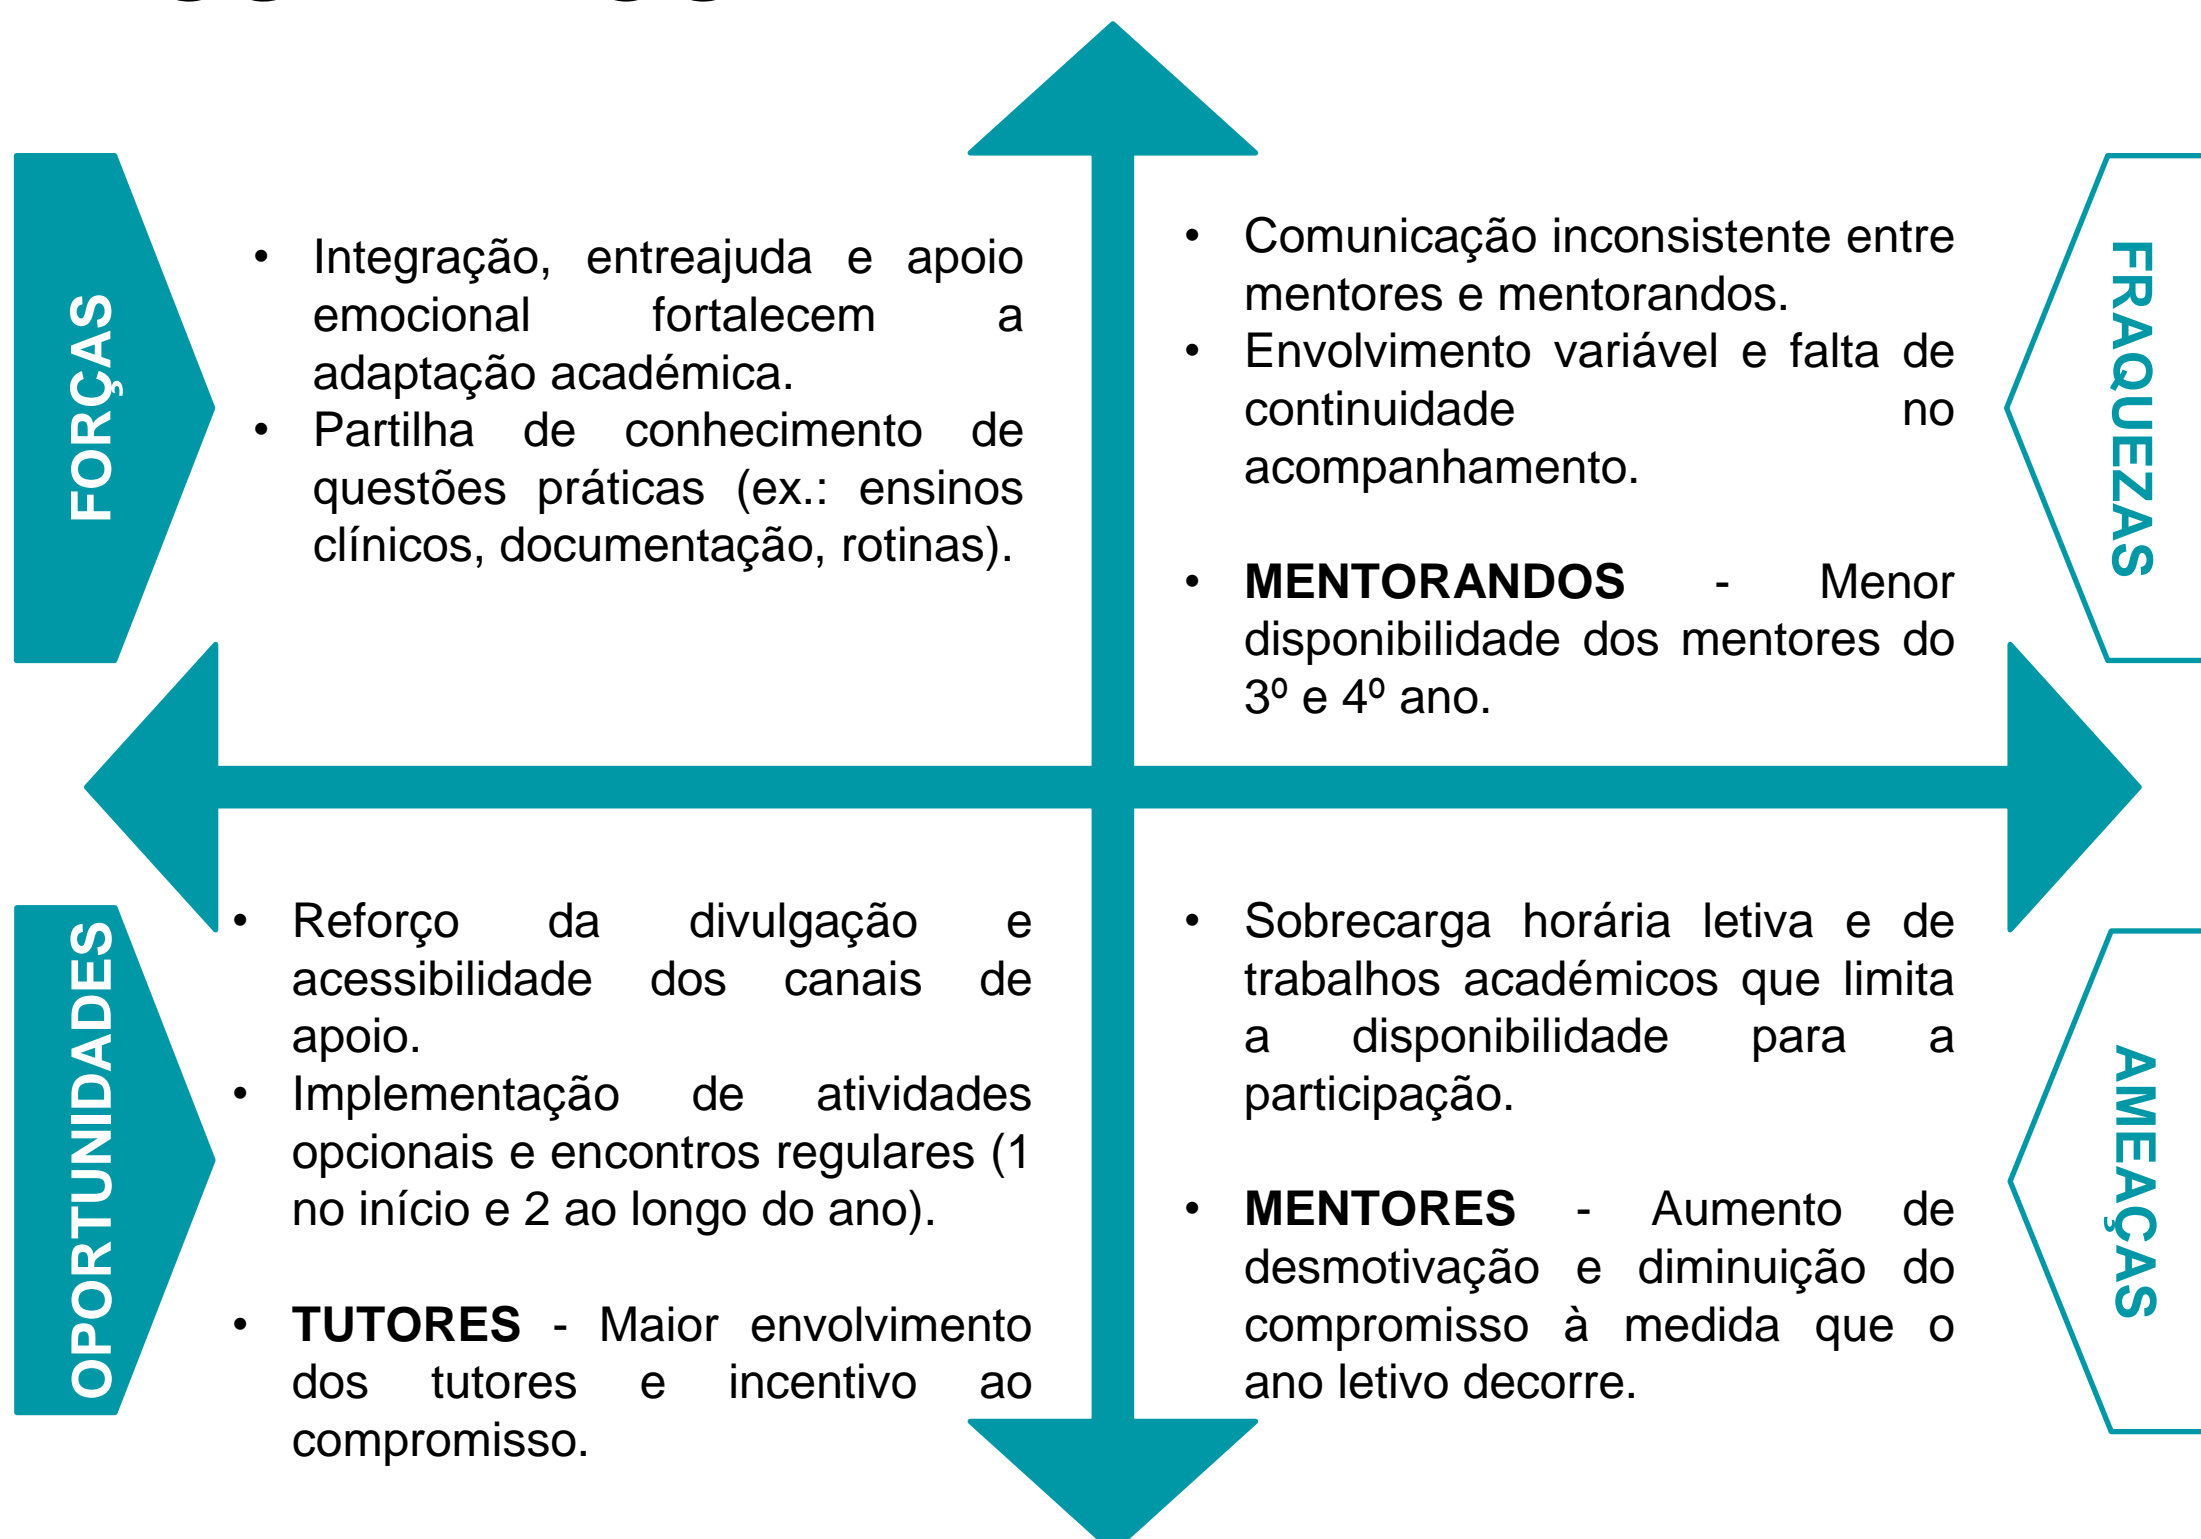 FORÇAS
• Integração, entreajuda e apoio
emocional fortalecem a
adaptação académica.
• Partilha de conhecimento de
questões práticas (ex.: ensinos
clínicos, documentação, rotinas).
FRAQUEZAS
• Comunicação inconsistente entre
mentores e mentorandos.
• Envolvimento variável e falta de
continuidade no
acompanhamento.
• MENTORANDOS - Menor
disponibilidade dos mentores do
3º e 4º ano.
OPORTUNIDADES
• Reforço da divulgação e
acessibilidade dos canais de
apoio.
• Implementação de atividades
opcionais e encontros regulares (1
no início e 2 ao longo do ano).
• TUTORES - Maior envolvimento
dos tutores e incentivo ao
compromisso.
AMEAÇAS
• Sobrecarga horária letiva e de
trabalhos académicos que limita
a disponibilidade para a
participação.
• MENTORES - Aumento de
desmotivação e diminuição do
compromisso à medida que o
ano letivo decorre.